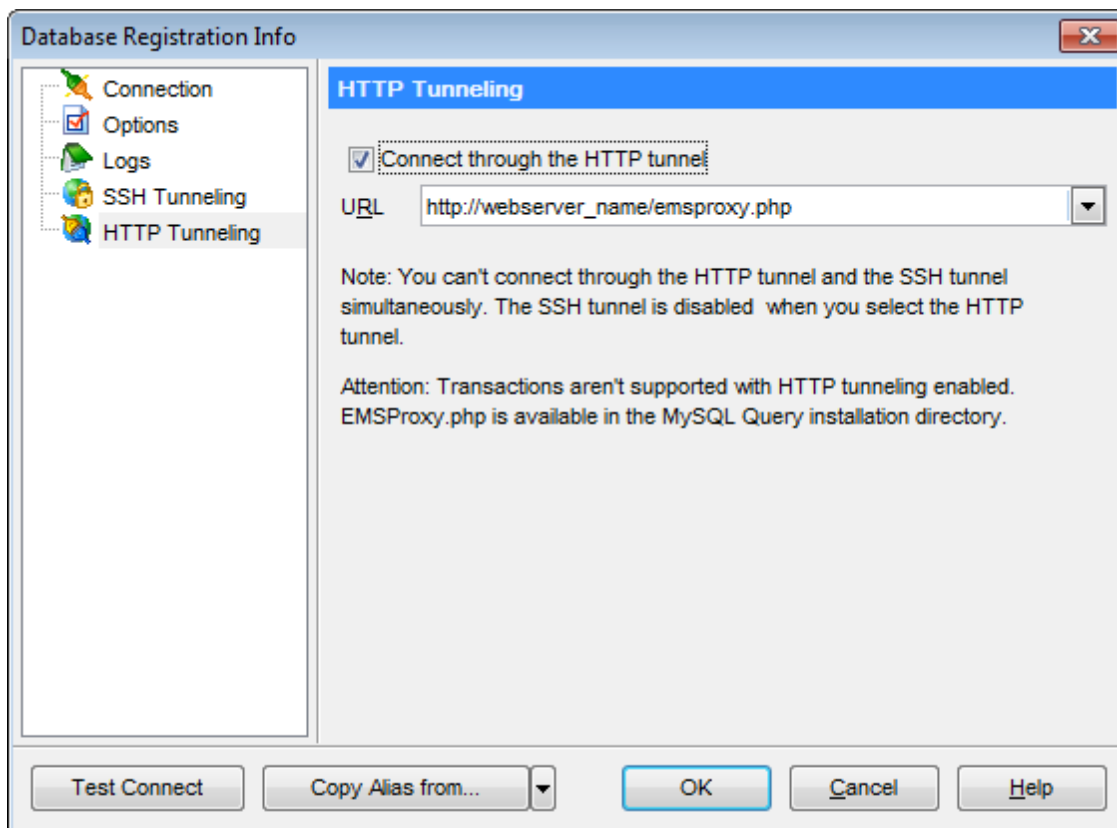 Database Registration Info
Connection
Options
Logs
SSH Tunneling
HTTP Tunneling
HTTP Tunneling
Connect through the HTTP tunnel
URL
http://webserver_name/emsproxy.php
Note: You can't connect through the HTTP tunnel and the SSH tunnel
simultaneously. The SSH tunnel is disabled  when you select the HTTP
tunnel.
Attention: Transactions aren't supported with HTTP tunneling enabled.
EMSProxy.php is available in the MySQL Query installation directory.
Test Connect
Copy Alias from...
OK
Cancel
Help